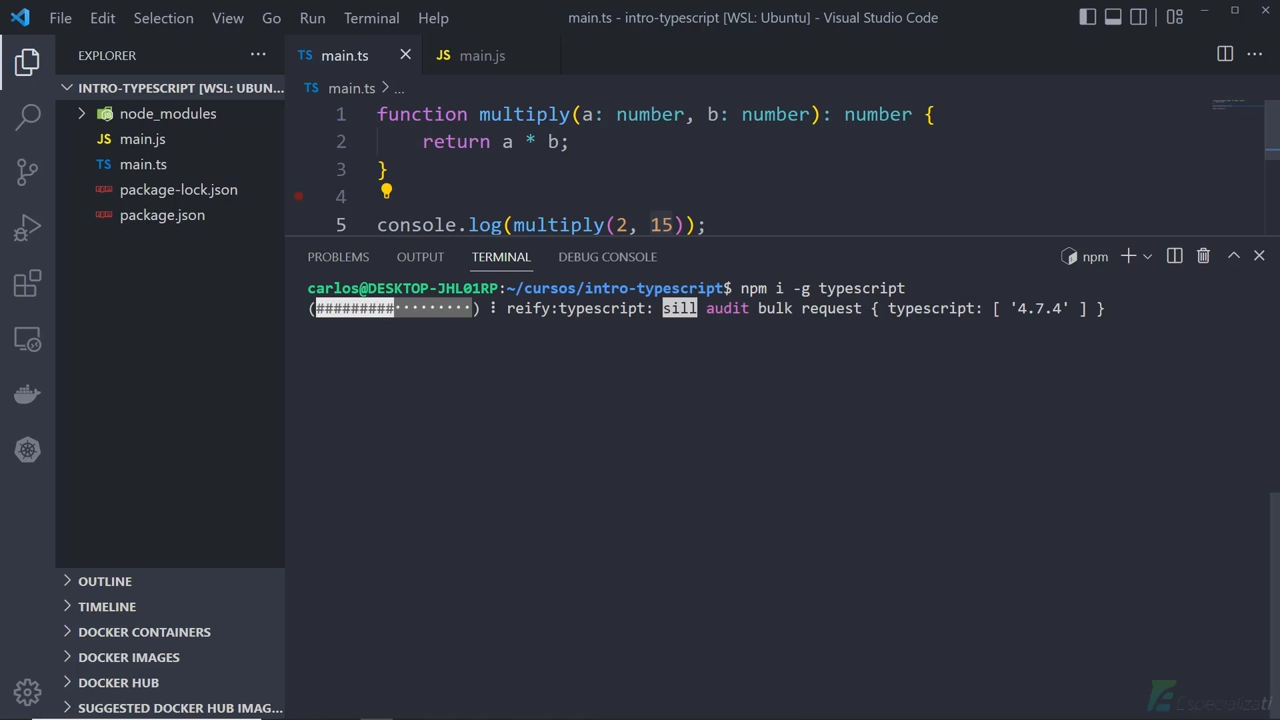 File Edit Selection View Go Run Terminal Help
main.ts - intro-typescript [WSL: Ubuntu] - Visual Studio Code
EXPLORER
INTRO-TYPESCRIPT [WSL: UBUN...
node_modules
JS main.js
TS main.ts
package-lock.json
package.json
OUTLINE
TIMELINE
DOCKER CONTAINERS
DOCKER IMAGES
DOCKER HUB
SUGGESTED DOCKER HUB IMAG...
TS main.ts
JS main.js
TS main.ts > ...
1 function multiply(a: number, b: number): number {
2 return a * b;
3 }
4
5 console.log(multiply(2, 15));
PROBLEMS OUTPUT TERMINAL DEBUG CONSOLE
npm
carlos@DESKTOP-JHL01RP:~/cursos/intro-typescript$ npm i -g typescript
(#########⸱⸱⸱⸱⸱⸱⸱⸱⸱) ⠸ reify:typescript: sill audit bulk request { typescript: [ '4.7.4' ] }
EspecializaTi